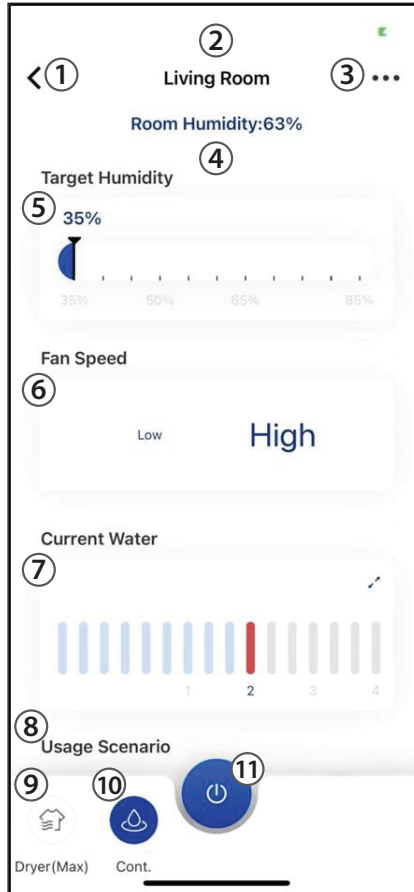 ②
① Living Room ③
Room Humidity:63%
④
Target Humidity
⑤ 35%
35% 50% 65% 85%
Fan Speed
⑥
Low High
Current Water
⑦
1 2 3 4
⑧
Usage Scenario
⑨ ⑩ ⑪
Dryer(Max) Cont.